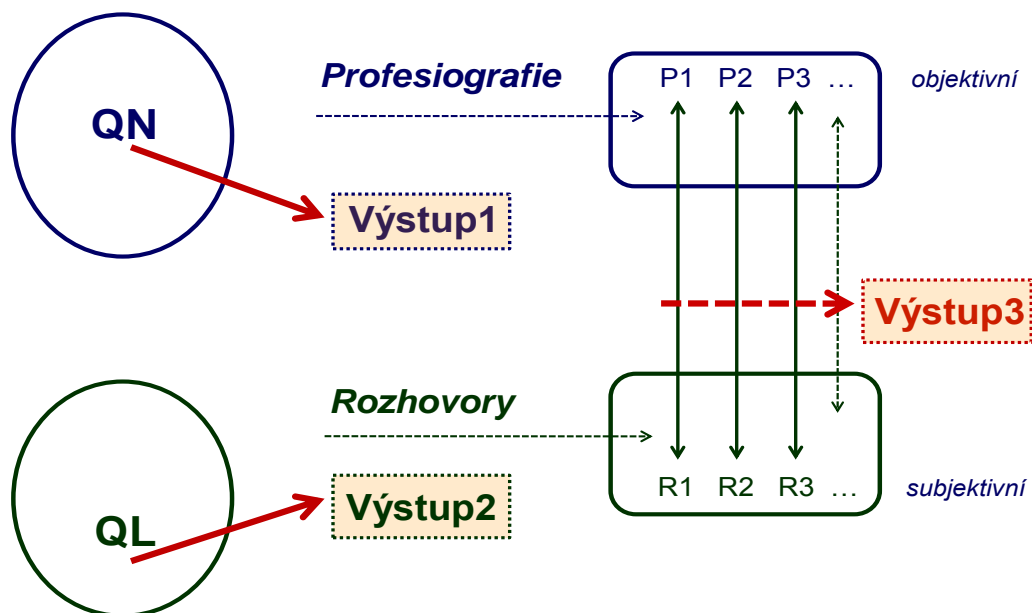 Profesiografie
P1 P2 P3 …
objektivní
QN
Výstup1
Výstup3
Rozhovory
R1 R2 R3 …
subjektivní
Výstup2
QL